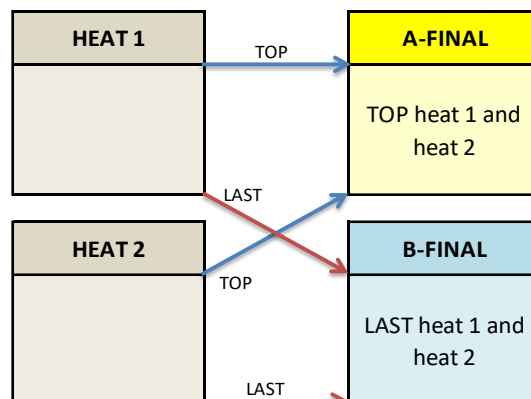 HEAT 1
TOP
A-FINAL
TOP heat 1 and
heat 2
LAST
HEAT 2
TOP
B-FINAL
LAST heat 1 and
heat 2
LAST